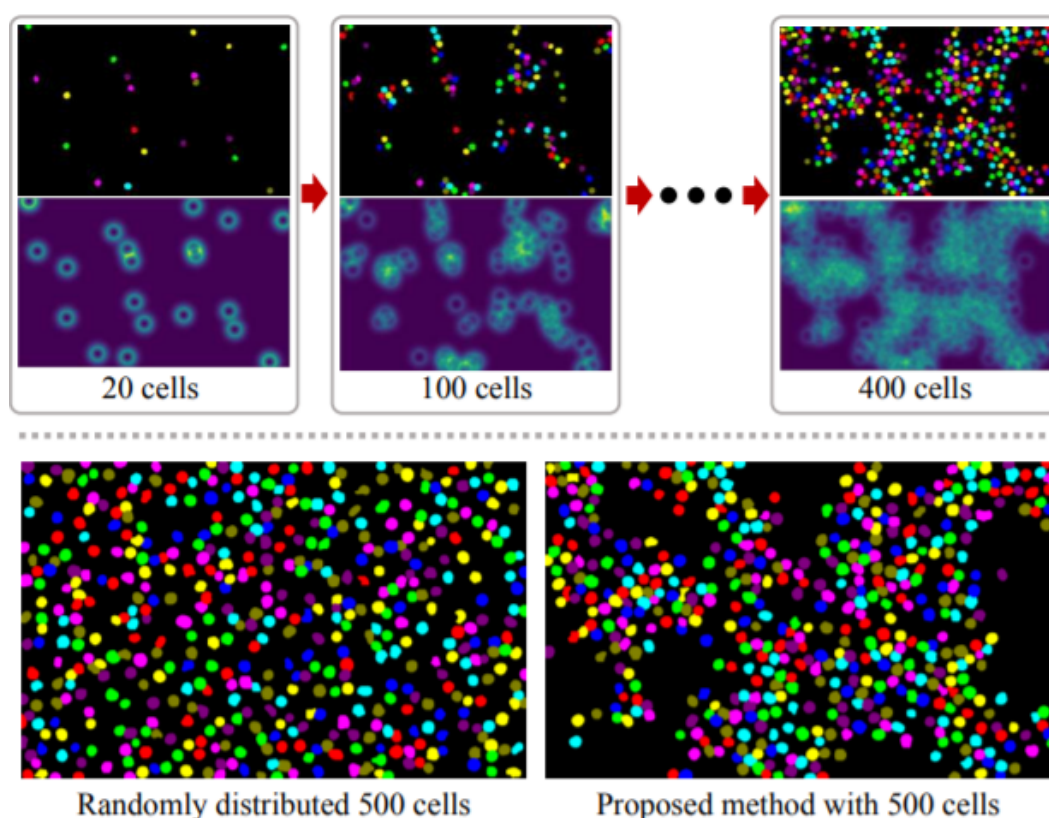 20 cells
100 cells
400 cells
Randomly distributed 500 cells
Proposed method with 500 cells